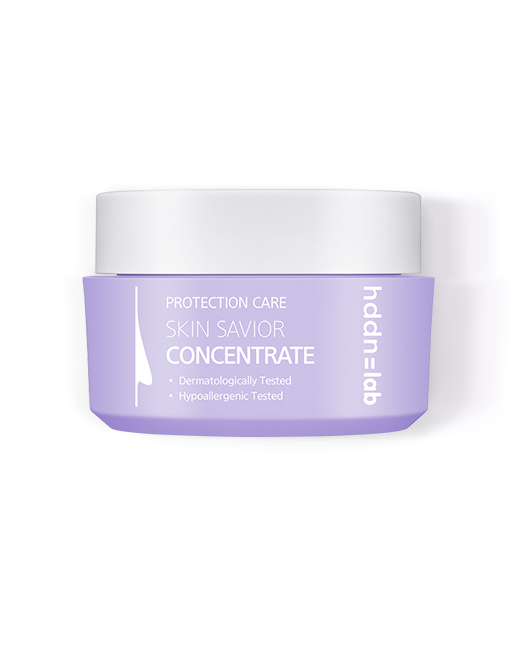 PROTECTION CARE
SKIN SAVIOR
CONCENTRATE
• Dermatologically Tested
• Hypoallergenic Tested
hddn=lab